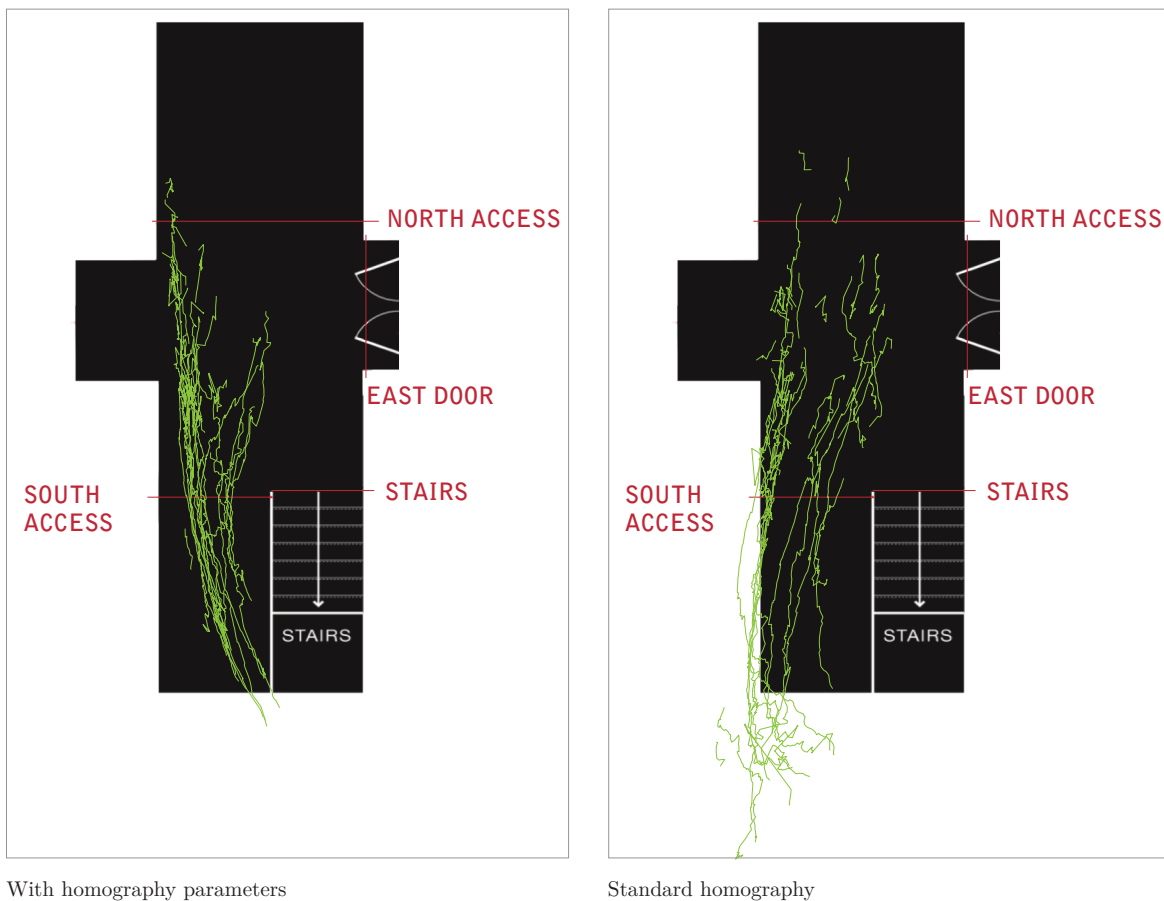 NORTH ACCESS
EAST DOOR
SOUTH
ACCESS
STAIRS
STAIRS
With homography parameters
NORTH ACCESS
EAST DOOR
SOUTH
ACCESS
STAIRS
STAIRS
Standard homography